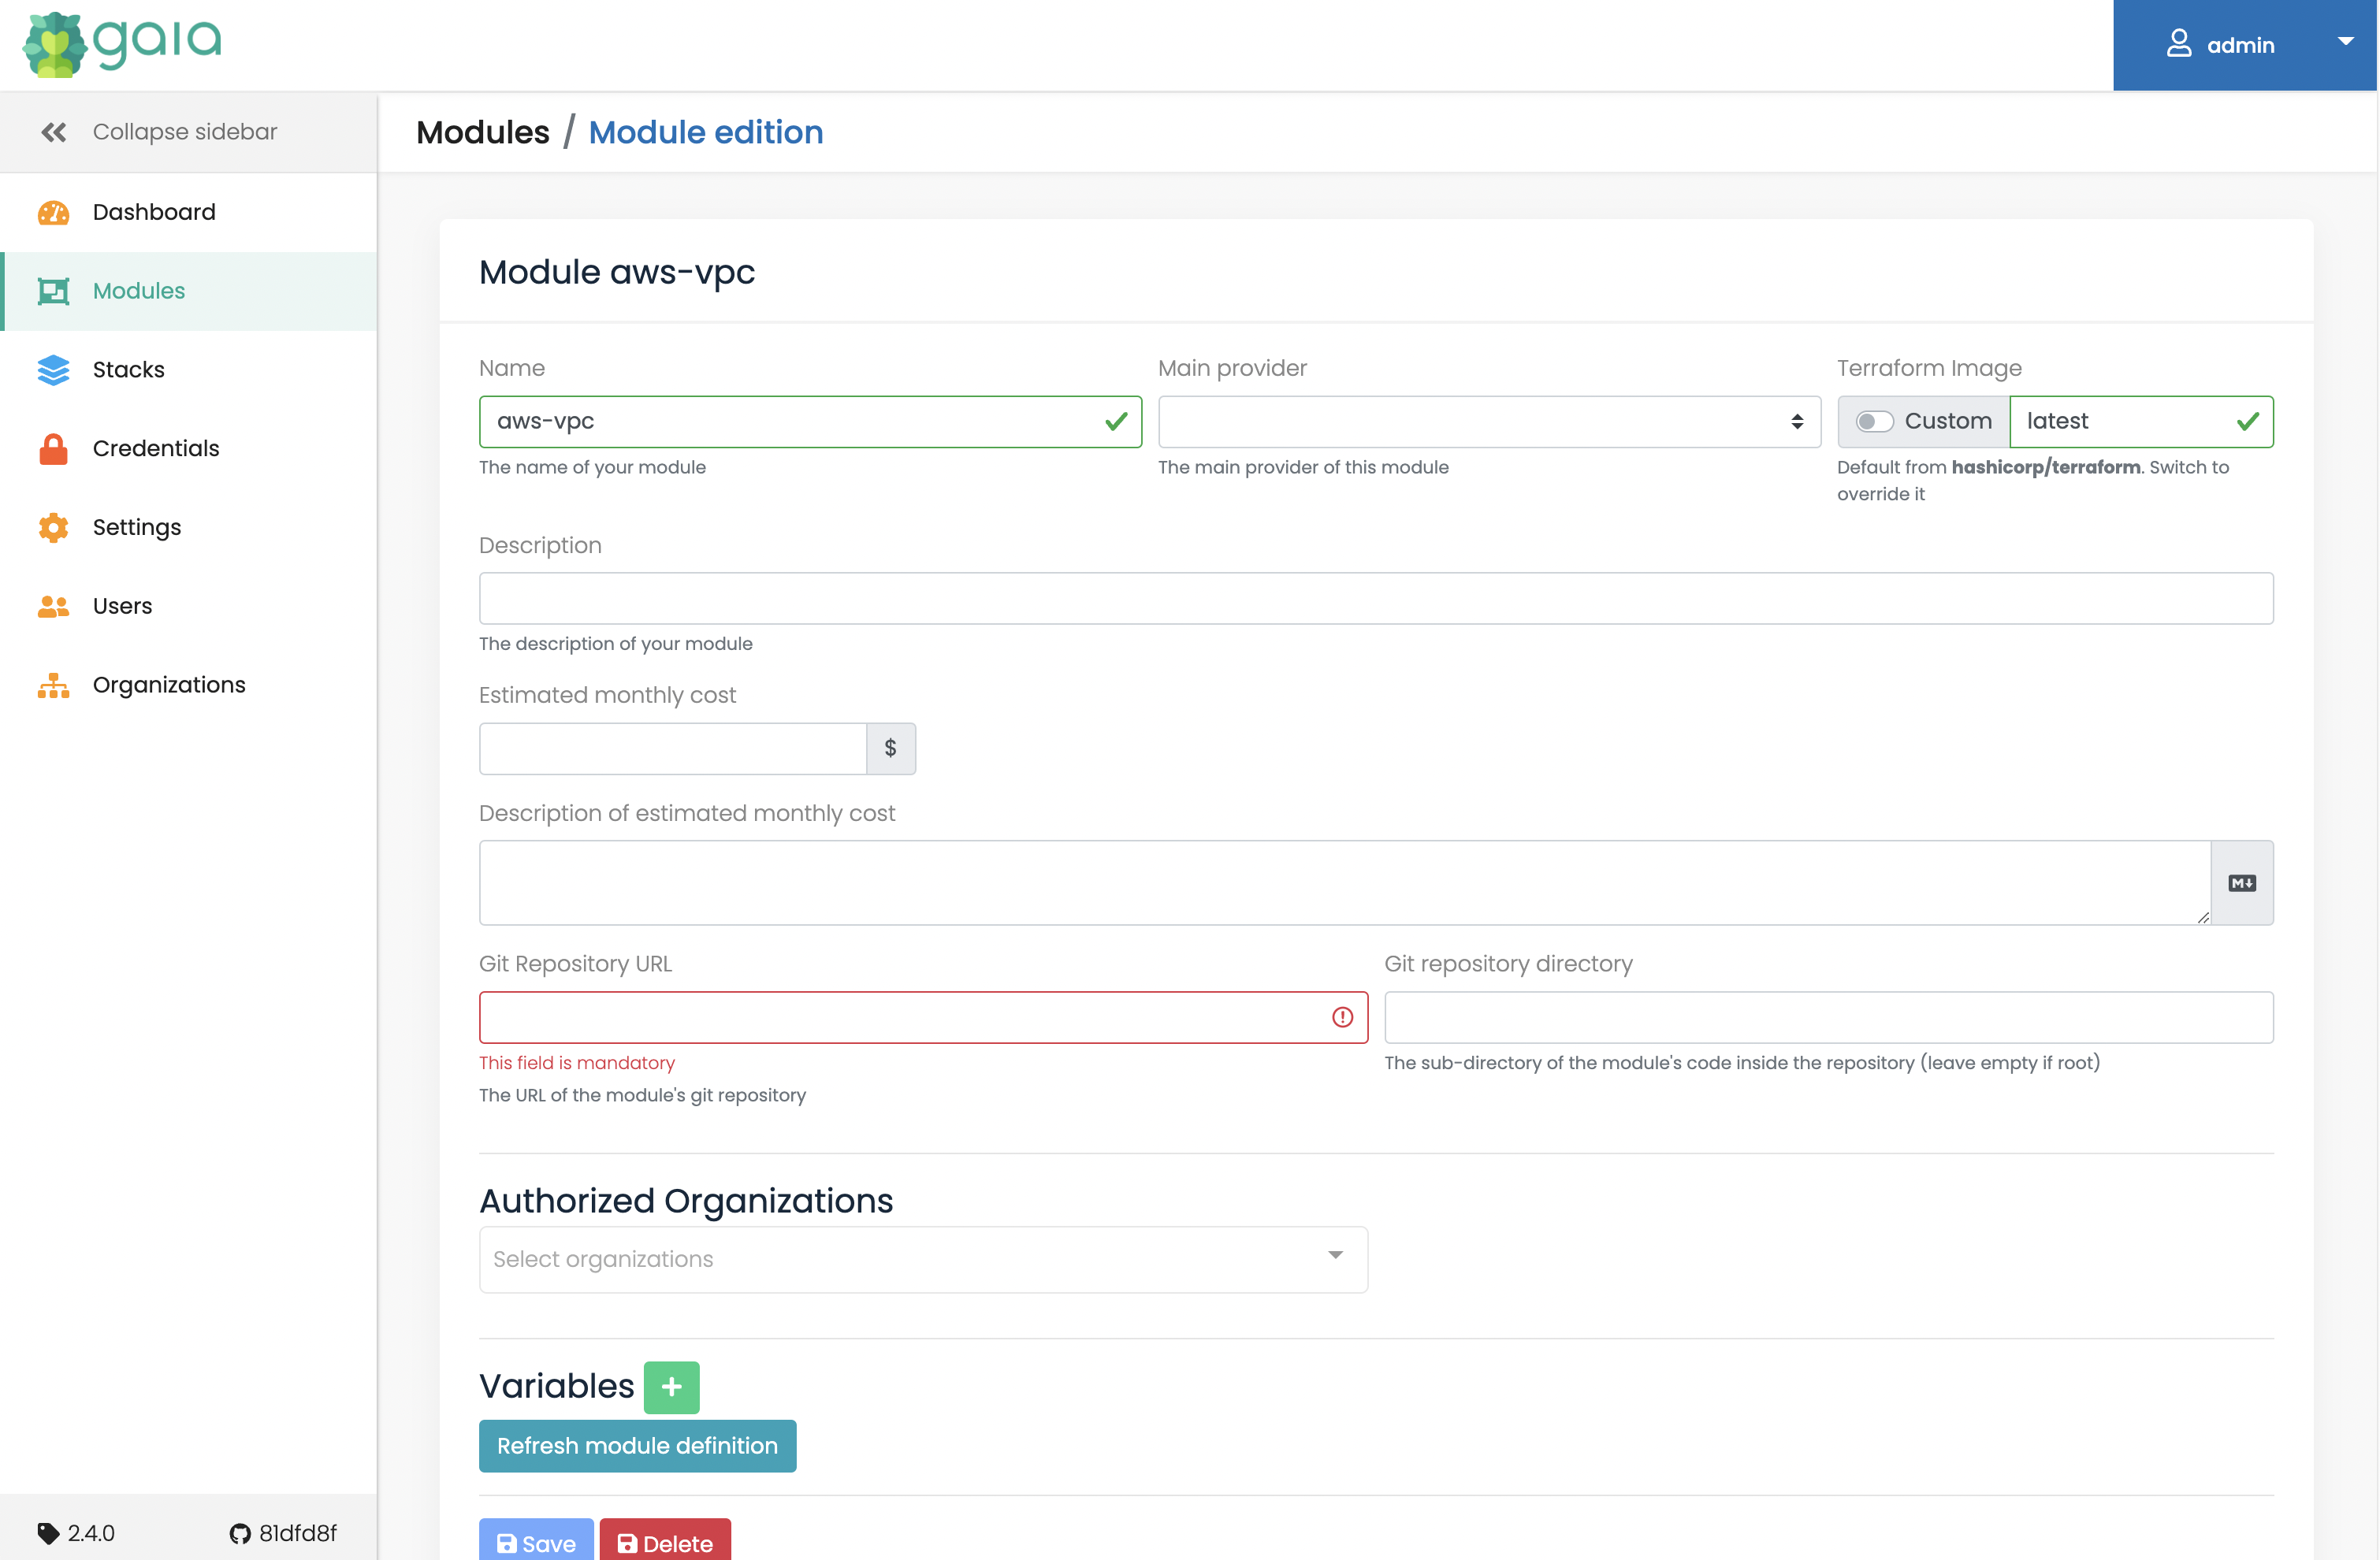 gaia
admin
Collapse sidebar
Modules / Module edition
Dashboard
Modules
Stacks
Credentials
Settings
Users
Organizations
2.4.0
81dfd8f
Module aws-vpc
Name
Main provider
Terraform Image
aws-vpc
Custom
latest
The name of your module
The main provider of this module
Default from hashicorp/terraform. Switch to
override it
Description
The description of your module
Estimated monthly cost
$
Description of estimated monthly cost
M
Git Repository URL
Git repository directory
This field is mandatory
The sub-directory of the module's code inside the repository (leave empty if root)
The URL of the module's git repository
Authorized Organizations
Select organizations
Variables +
Refresh module definition
Save
Delete